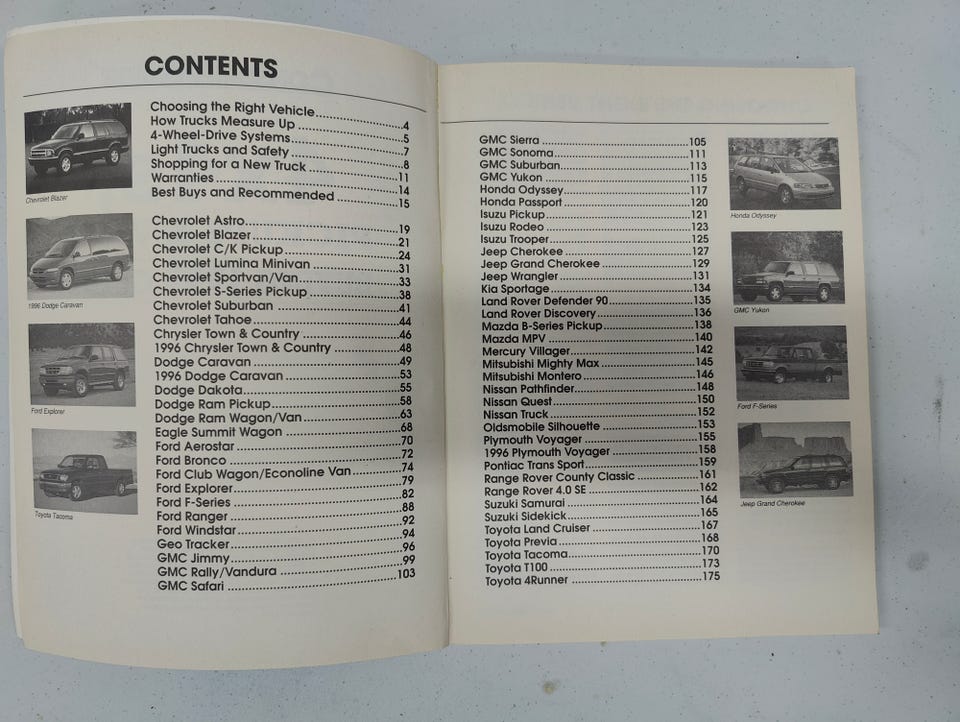 CONTENTS
Choosing the Right Vehicle....................4
How Trucks Measure Up ....................5
4-Wheel-Drive Systems....................7
Light Trucks and Safety ....................8
Shopping for a New Truck ....................11
Warranties ....................14
Best Buys and Recommended ....................15
Chevrolet Astro....................19
Chevrolet Blazer....................21
Chevrolet C/K Pickup....................24
Chevrolet Lumina Minivan ....................31
Chevrolet Sportvan/Van....................33
Chevrolet S-Series Pickup ....................38
Chevrolet Suburban ....................41
Chevrolet Tahoe ....................44
Chrysler Town & Country ....................46
1996 Chrysler Town & Country ....................48
Dodge Caravan ....................49
1996 Dodge Caravan ....................53
Dodge Dakota....................55
Dodge Ram Pickup....................58
Dodge Ram Wagon/Van....................63
Eagle Summit Wagon ....................68
Ford Aerostar ....................70
Ford Bronco ....................72
Ford Club Wagon/Econoline Van....................74
Ford Explorer....................79
Ford F-Series ....................82
Ford Ranger ....................88
Ford Windstar ....................92
Geo Tracker....................94
GMC Jimmy....................96
GMC Rally/Vandura ....................99
GMC Safari ....................103
Chevrolet Blazer
1996 Dodge Caravan
Ford Explorer
Toyota Tacoma
GMC Sierra ....................105
GMC Sonoma....................111
GMC Suburban....................113
GMC Yukon ....................115
Honda Odyssey....................117
Honda Passport ....................120
Isuzu Pickup....................121
Isuzu Rodeo ....................123
Isuzu Trooper....................125
Jeep Cherokee ....................127
Jeep Grand Cherokee ....................129
Jeep Wrangler ....................131
Kia Sportage ....................134
Land Rover Defender 90....................135
Land Rover Discovery....................136
Mazda B-Series Pickup....................138
Mazda MPV ....................140
Mercury Villager....................142
Mitsubishi Mighty Max ....................145
Mitsubishi Montero....................146
Nissan Pathfinder....................148
Nissan Quest ....................150
Nissan Truck ....................152
Oldsmobile Silhouette ....................153
Plymouth Voyager ....................155
1996 Plymouth Voyager ....................158
Pontiac Trans Sport....................159
Range Rover County Classic ....................161
Range Rover 4.0 SE ....................162
Suzuki Samurai ....................164
Suzuki Sidekick....................165
Toyota Land Cruiser ....................167
Toyota Previa ....................168
Toyota Tacoma....................170
Toyota T100 ....................173
Toyota 4Runner ....................175
Honda Odyssey
GMC Yukon
Ford F-Series
Jeep Grand Cherokee